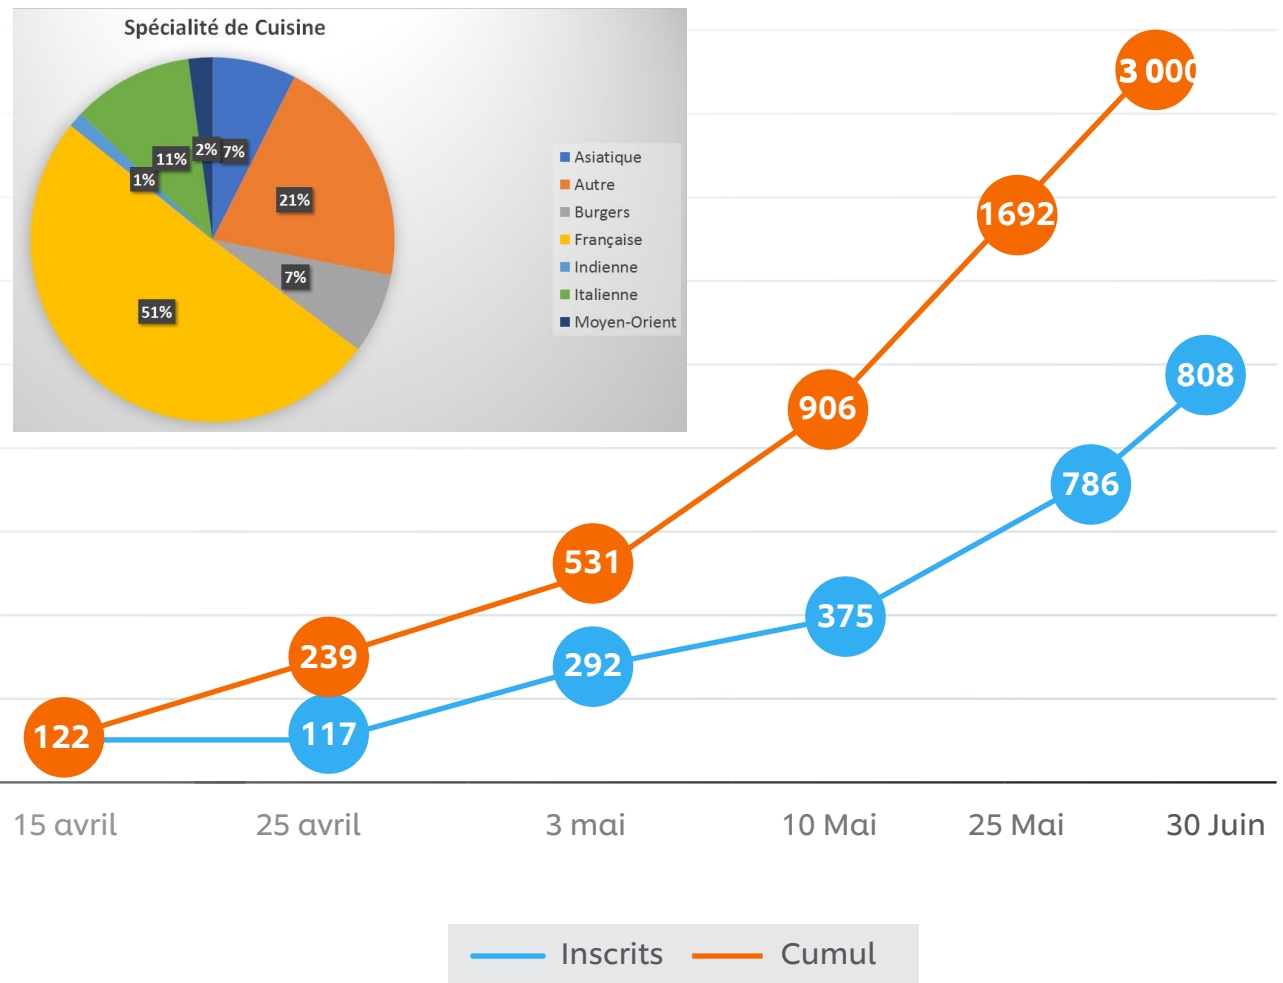 Spécialité de Cuisine
2%
7%
11%
1%
21%
7%
51%
Asiatique
Autre
Burgers
Française
Indienne
Italienne
Moyen-Orient
3 000
1692
808
906
786
531
375
292
239
117
122
15 avril
25 avril
3 mai
10 Mai
25 Mai
30 Juin
Inscrits
Cumul